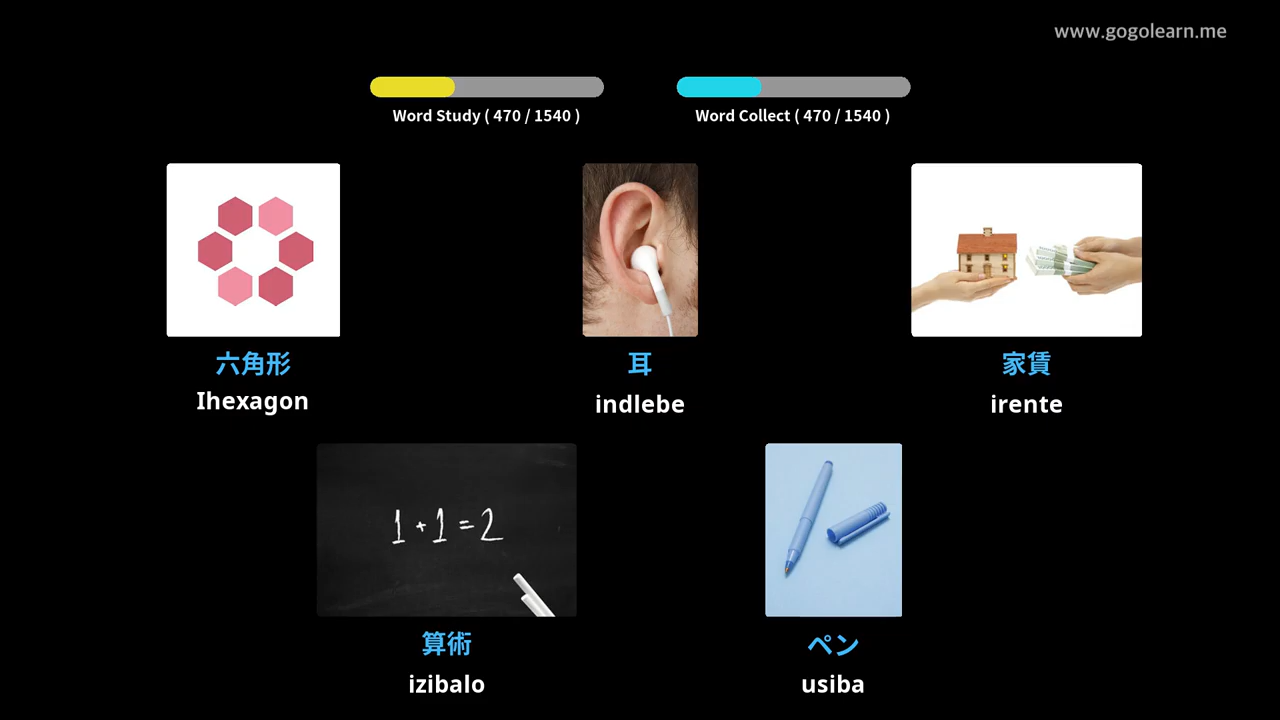 www.gogolearn.me
Word Study ( 470 / 1540 )
Word Collect ( 470 / 1540 )
六角形
Ihexagon
耳
indlebe
家賃
irente
1 + 1 = 2
算術
izibalo
ペン
usiba